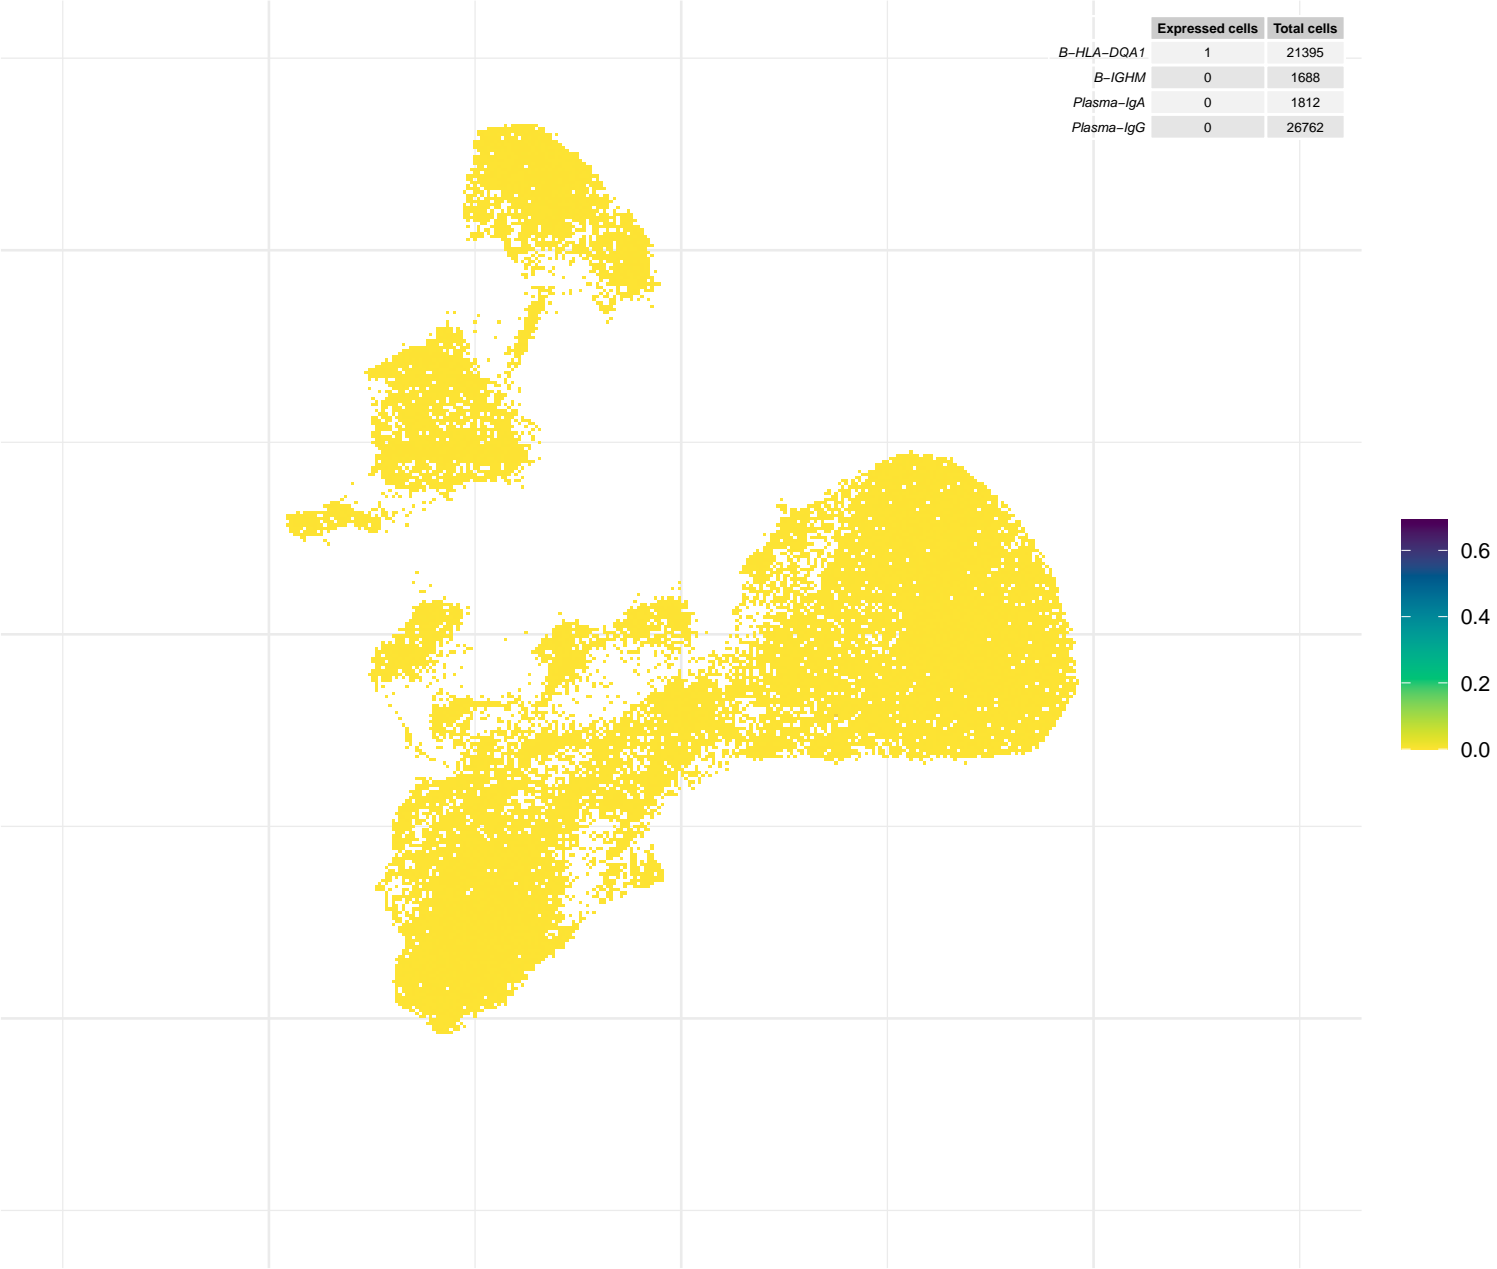 Expressed cells Total cells
B−HLA−DQA1 1 21395
B−IGHM 0 1688
Plasma−IgA 0 1812
Plasma−IgG 0 26762
0.6
0.4
0.2
0.0